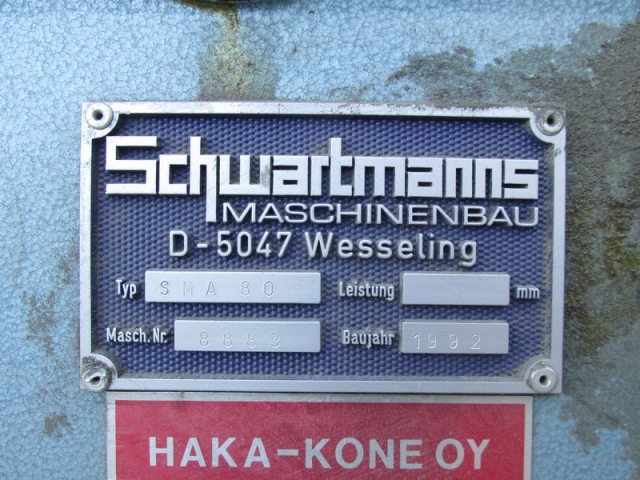 Schwartmanns
MASCHINENBAU
D-5047 Wesseling
Typ SMA 80 Leistung mm
Masch.Nr. 8883 Baujahr 1992
HAKA-KONE OY